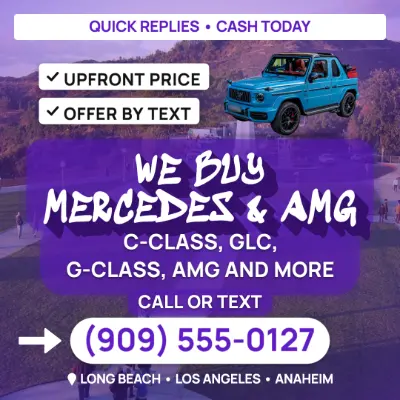 QUICK REPLIES • CASH TODAY
✓ UPFRONT PRICE
✓ OFFER BY TEXT
WE BUY
MERCEDES & AMG
C-CLASS, GLC,
G-CLASS, AMG AND MORE
CALL OR TEXT
(909) 555-0127
LONG BEACH • LOS ANGELES • ANAHEIM